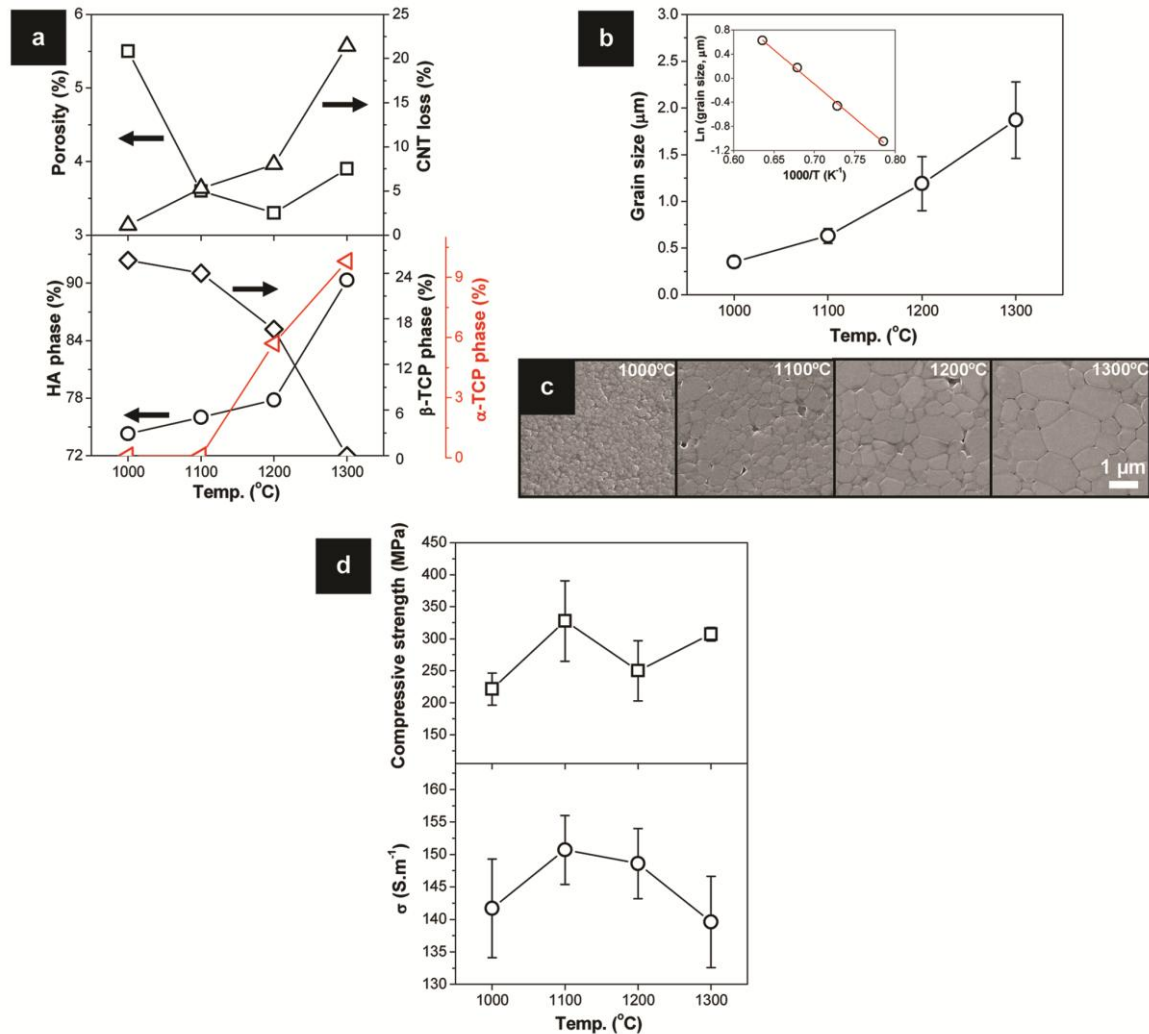 a
Porosity (%)
6
5
4
3
CNT loss (%)
25
20
15
10
5
0
HA phase (%)
90
84
78
72
β-TCP phase (%)
24
18
12
6
0
α-TCP phase (%)
9
6
3
0
1000 1100 1200 1300
Temp. (°C)
b
Grain size (μm)
3.0
2.5
2.0
1.5
1.0
0.5
0.0
Ln (grain size, μm)
0.8
0.4
0.0
-0.4
-0.8
-1.2
0.60 0.65 0.70 0.75 0.80
1000/T (K⁻¹)
1000 1100 1200 1300
Temp. (°C)
c
1000ºC
1100ºC
1200ºC
1300ºC
1 μm
d
Compressive strength (MPa)
450
400
350
300
250
200
150
σ (S.m⁻¹)
160
155
150
145
140
135
130
1000 1100 1200 1300
Temp. (°C)